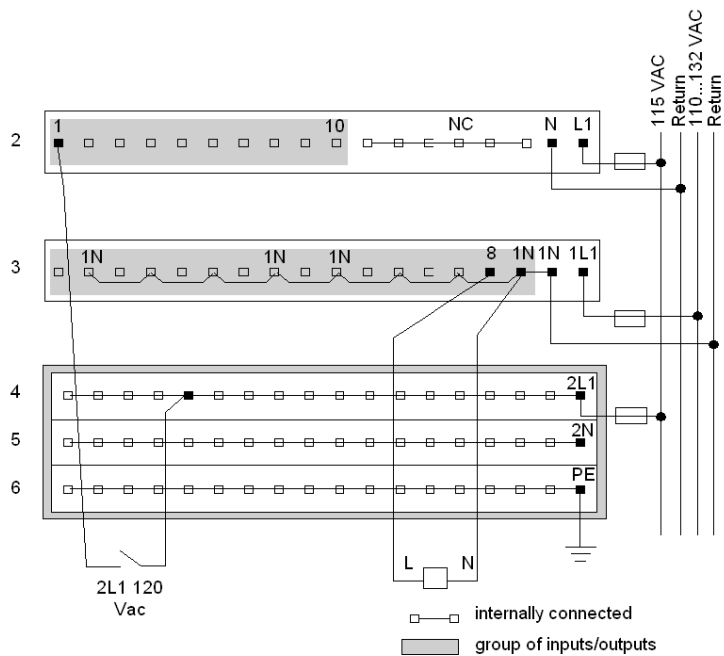 115 VAC
Return
110...132 VAC
Return
2
1
10
NC
N
L1
3
1N
1N
1N
8
1N
1N
1L1
4
2L1
5
2N
6
PE
2L1 120
Vac
L
N
internally connected
group of inputs/outputs